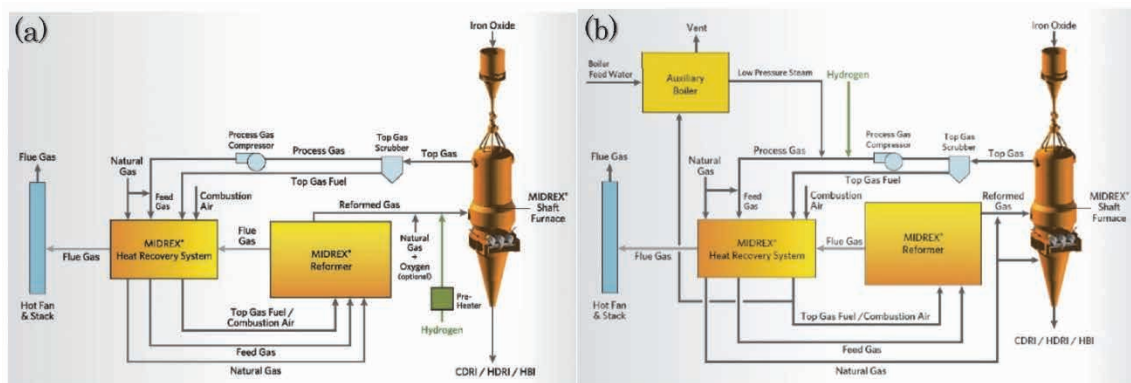 (a)
Iron Oxide
Process Gas
Compressor
Top Gas
Scrubber
Flue Gas
Natural
Gas
Process Gas
Top Gas
Top Gas Fuel
Feed
Gas
Combustion
Air
MIDREX®
Shaft
Furnace
Reformed Gas
MIDREX®
Heat Recovery System
Flue
Gas
MIDREX®
Reformer
Natural
Gas
+
Oxygen
(optional)
Flue Gas
Pre-
Heater
Hot Fan
& Stack
Top Gas Fuel /
Combustion Air
Hydrogen
Feed Gas
Natural Gas
CDRI / HDRI / HBI
(b)
Vent
Iron Oxide
Boiler
Feed Water
Auxiliary
Boiler
Low Pressure Steam
Hydrogen
Process Gas
Compressor
Top Gas
Scrubber
Flue Gas
Natural
Gas
Process Gas
Top Gas
Top Gas Fuel
Feed
Gas
Combustion
Air
Reformed
Gas
MIDREX®
Shaft
Furnace
MIDREX®
Heat Recovery System
Flue Gas
MIDREX®
Reformer
Flue Gas
Hot Fan
& Stack
Top Gas Fuel /Combustion Air
Feed Gas
Natural Gas
CDRI / HDRI / HBI